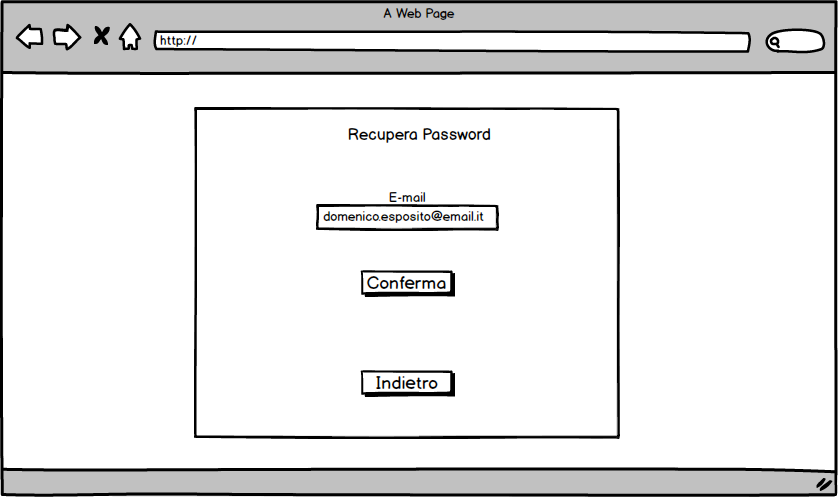 A Web Page
http://
Recupera Password
E-mail
domenico.esposito@email.it
Conferma
Indietro